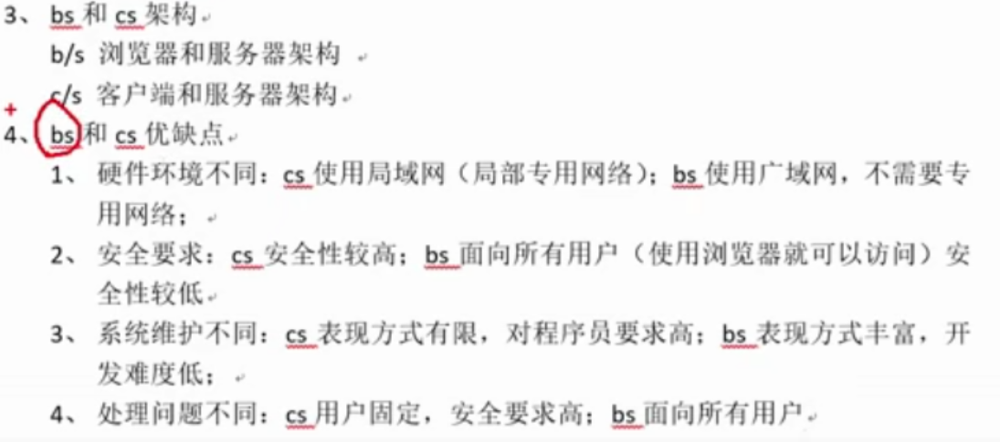 3、 bs 和 cs 架构
b/s 浏览器和服务器架构
c/s 客户端和服务器架构
4、 bs 和 cs 优缺点
1、 硬件环境不同：cs 使用局域网（局部专用网络）；bs 使用广域网，不需要专
用网络；
2、 安全要求：cs 安全性较高；bs 面向所有用户（使用浏览器就可以访问）安
全性较低
3、 系统维护不同：cs 表现方式有限，对程序员要求高；bs 表现方式丰富，开
发难度低；
4、 处理问题不同：cs 用户固定，安全要求高；bs 面向所有用户